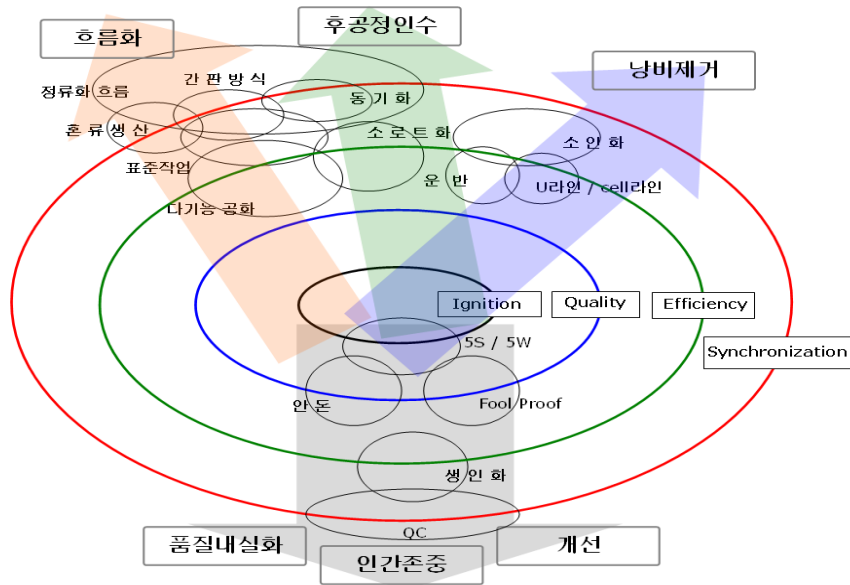 흐름화
후공정인수
낭비제거
정류화 흐름
간 판 방 식
동 기 화
혼 류 생 산
소 로 트 화
소 인 화
표준작업
운 반
U라인 / cell라인
다기능 공화
Ignition
Quality
Efficiency
Synchronization
5S / 5W
안 돈
Fool Proof
생 인 화
QC
품질내실화
인간존중
개선